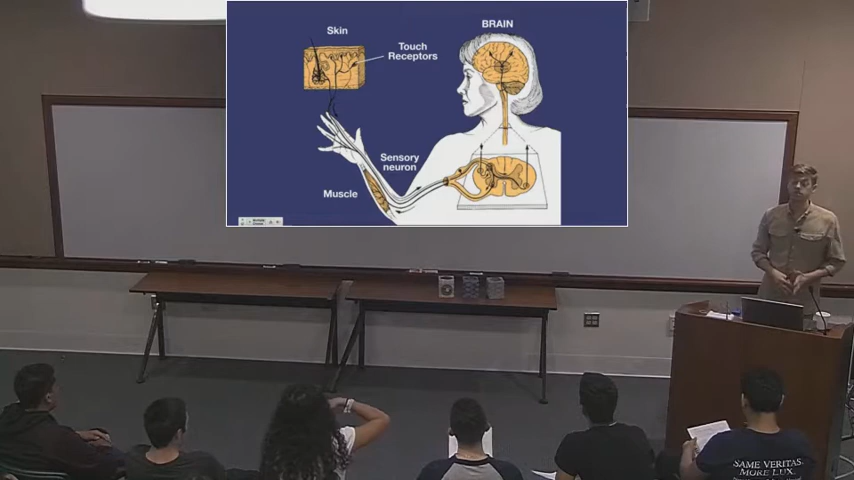 Skin
BRAIN
Touch
Receptors
Sensory
neuron
Muscle
SAME VERITAS.
MORE LUX.